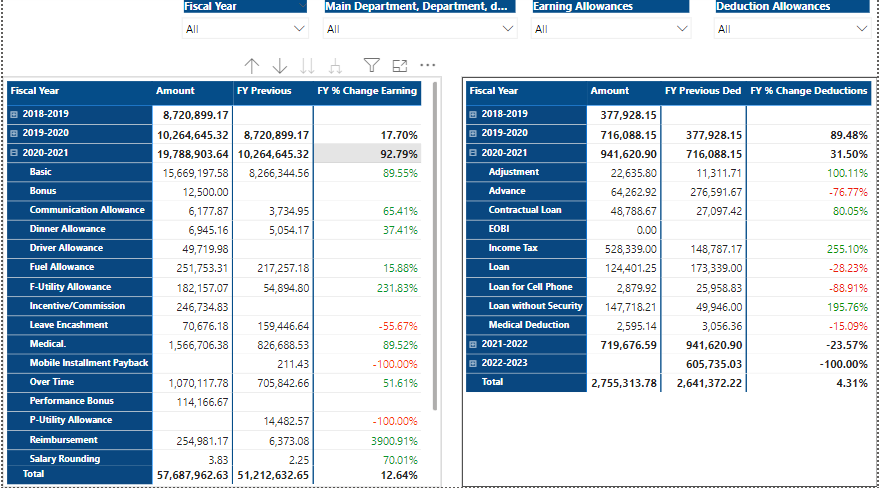 Fiscal Year Main Department, Department, d... Earning Allowances Deduction Allowances
All All All All
Fiscal Year Amount FY Previous FY % Change Earning
2018-2019 8,720,899.17
2019-2020 10,264,645.32 8,720,899.17 17.70%
2020-2021 19,788,903.64 10,264,645.32 92.79%
Basic 15,669,197.58 8,266,344.56 89.55%
Bonus 12,500.00
Communication Allowance 6,177.87 3,734.95 65.41%
Dinner Allowance 6,945.16 5,054.17 37.41%
Driver Allowance 49,719.98
Fuel Allowance 251,753.31 217,257.18 15.88%
F-Utility Allowance 182,157.07 54,894.80 231.83%
Incentive/Commission 246,734.83
Leave Encashment 70,676.18 159,446.64 -55.67%
Medical. 1,566,706.38 826,688.53 89.52%
Mobile Installment Payback 211.43 -100.00%
Over Time 1,070,117.78 705,842.66 51.61%
Performance Bonus 114,166.67
P-Utility Allowance 14,482.57 -100.00%
Reimbursement 254,981.17 6,373.08 3900.91%
Salary Rounding 3.83 2.25 70.01%
Total 57,687,962.63 51,212,632.65 12.64%
Fiscal Year Amount FY Previous Ded FY % Change Deductions
2018-2019 377,928.15
2019-2020 716,088.15 377,928.15 89.48%
2020-2021 941,620.90 716,088.15 31.50%
Adjustment 22,635.80 11,311.71 100.11%
Advance 64,262.92 276,591.67 -76.77%
Contractual Loan 48,788.67 27,097.42 80.05%
EOBI 0.00
Income Tax 528,339.00 148,787.17 255.10%
Loan 124,401.25 173,339.00 -28.23%
Loan for Cell Phone 2,879.92 25,958.83 -88.91%
Loan without Security 147,718.21 49,946.00 195.76%
Medical Deduction 2,595.14 3,056.36 -15.09%
2021-2022 719,676.59 941,620.90 -23.57%
2022-2023 605,735.03 -100.00%
Total 2,755,313.78 2,641,372.22 4.31%